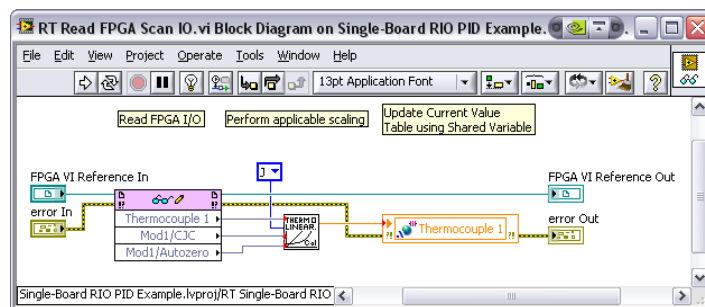 RT Read FPGA Scan IO.vi Block Diagram on Single-Board RIO PID Example.
File Edit View Project Operate Tools Window Help
13pt Application Font
Read FPGA I/O
Perform applicable scaling
Update Current Value
Table using Shared Variable
FPGA VI Reference In
J
FPGA VI Reference Out
error In
Thermocouple 1
Mod1/CJC
Mod1/Autozero
THERMO
LINEAR.
Cal
Thermocouple 1
error Out
Single-Board RIO PID Example.lvproj/RT Single-Board RIO